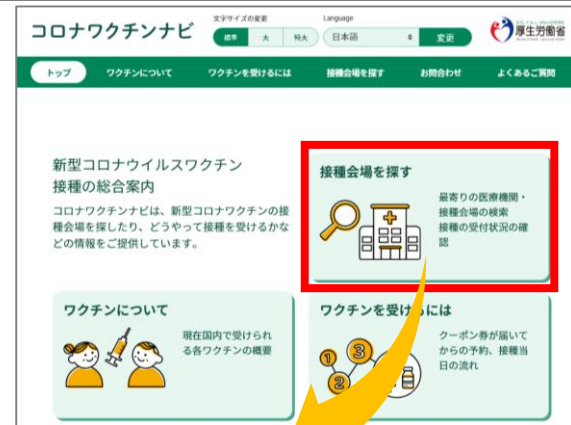 コロナワクチンナビ
文字サイズの変更
標準 大 特大
Language
日本語
変更
厚生労働省
トップ ワクチンについて ワクチンを受けるには 接種会場を探す お問合わせ よくあるご質問
新型コロナウイルスワクチン
接種の総合案内
コロナワクチンナビは、新型コロナワクチンの接
種会場を探したり、どうやって接種を受けるかな
どの情報をご提供しています。
接種会場を探す
最寄りの医療機関・
接種会場の検索
接種の受付状況の確
認
ワクチンについて
現在国内で受けられ
る各ワクチンの概要
ワクチンを受けるには
クーポン券が届いて
からの予約、接種当
日の流れ
1
2
3